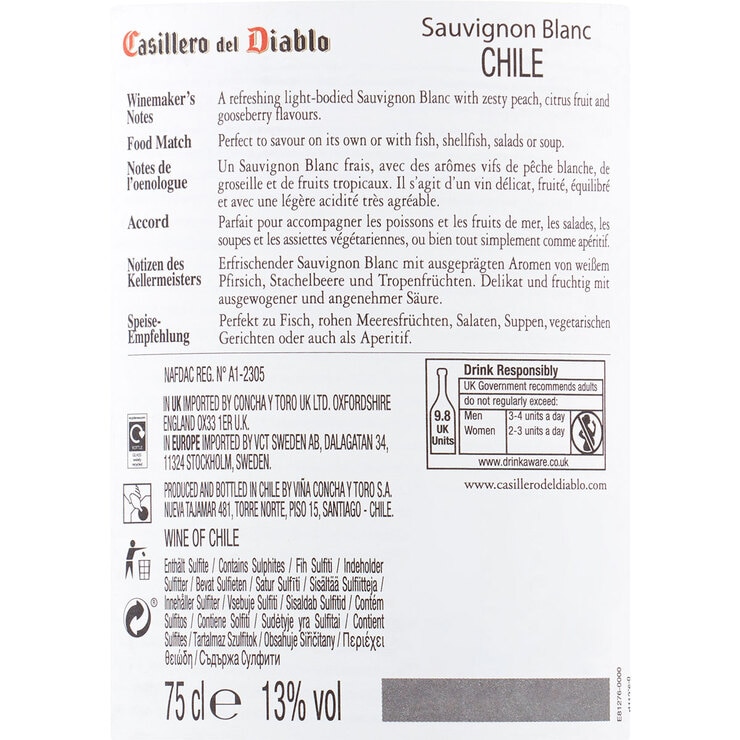 Casillero del Diablo
Sauvignon Blanc
CHILE
Winemaker's Notes
A refreshing light-bodied Sauvignon Blanc with zesty peach, citrus fruit and
gooseberry flavours.
Food Match
Perfect to savour on its own or with fish, shellfish, salads or soup.
Notes de l'oenologue
Un Sauvignon Blanc frais, avec des arômes vifs de pêche blanche, de
groseille et de fruits tropicaux. Il s'agit d'un vin délicat, fruité, équilibré
et avec une légère acidité très agréable.
Accord
Parfait pour accompagner les poissons et les fruits de mer, les salades, les
soupes et les assiettes végétariennes, ou bien tout simplement comme apéritif.
Notizen des Kellermeisters
Erfrischender Sauvignon Blanc mit ausgeprägten Aromen von weißem
Pfirsich, Stachelbeere und Tropenfrüchten. Delikat und fruchtig mit
ausgewogener und angenehmer Säure.
Speise-Empfehlung
Perfekt zu Fisch, rohen Meeresfrüchten, Salaten, Suppen, vegetarischen
Gerichten oder auch als Aperitif.
NAFDAC REG. N° A1-2305
IN UK IMPORTED BY CONCHA Y TORO UK LTD. OXFORDSHIRE
ENGLAND OX33 1ER U.K.
IN EUROPE IMPORTED BY VCT SWEDEN AB, DALAGATAN 34,
11324 STOCKHOLM, SWEDEN.
PRODUCED AND BOTTLED IN CHILE BY VIÑA CONCHA Y TORO S.A.
NUEVA TAJAMAR 481, TORRE NORTE, PISO 15, SANTIAGO - CHILE.
WINE OF CHILE
Enthält Sulfite / Contains Sulphites / Fih Sulfiti / Indeholder
Sulfitter / Bevat Sulfieten / Satur Sulfīti / Sisältää Sulfiitteja /
Innehåller Sulfiter / Vsebuje Sulfiti / Sisaldab Sulfitid / Contém
Sulfitos / Contiene Solfiti / Sudėtyje yra Sulfitai / Contient
Sulfites / Tartalmaz Szulfitok / Obsahuje Siřičitany / Περιέχει
θειώδη / Съдържа Сулфити
75 cl e 13% vol
9.8
UK
Units
Drink Responsibly
UK Government recommends adults
do not regularly exceed:
Men 3-4 units a day
Women 2-3 units a day
www.drinkaware.co.uk
www.casillerodeldiablo.com
E81276-0000